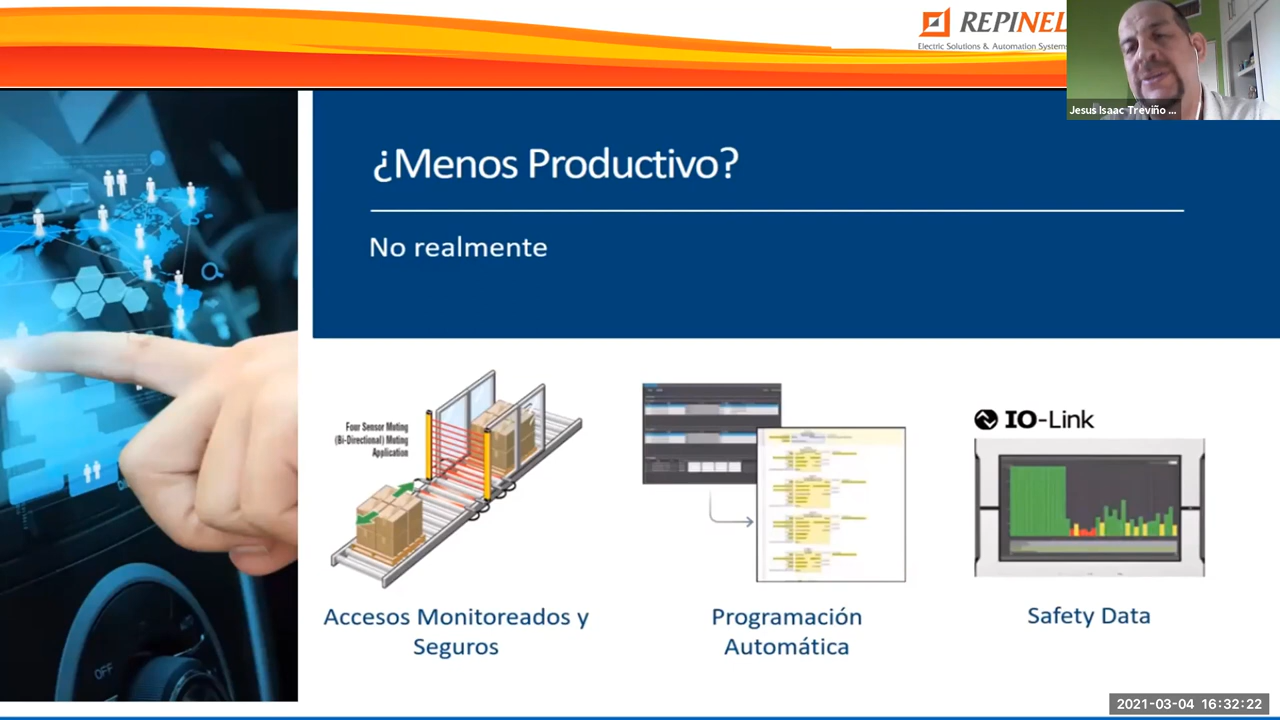 REPINEL
Electric Solutions & Automation Systems
Jesus Isaac Treviño ...
¿Menos Productivo?
No realmente
Four Sensor Muting
(Bi-Directional) Muting
Application
IO-Link
Accesos Monitoreados y
Seguros
Programación
Automática
Safety Data
OFF
2021-03-04 16:32:22